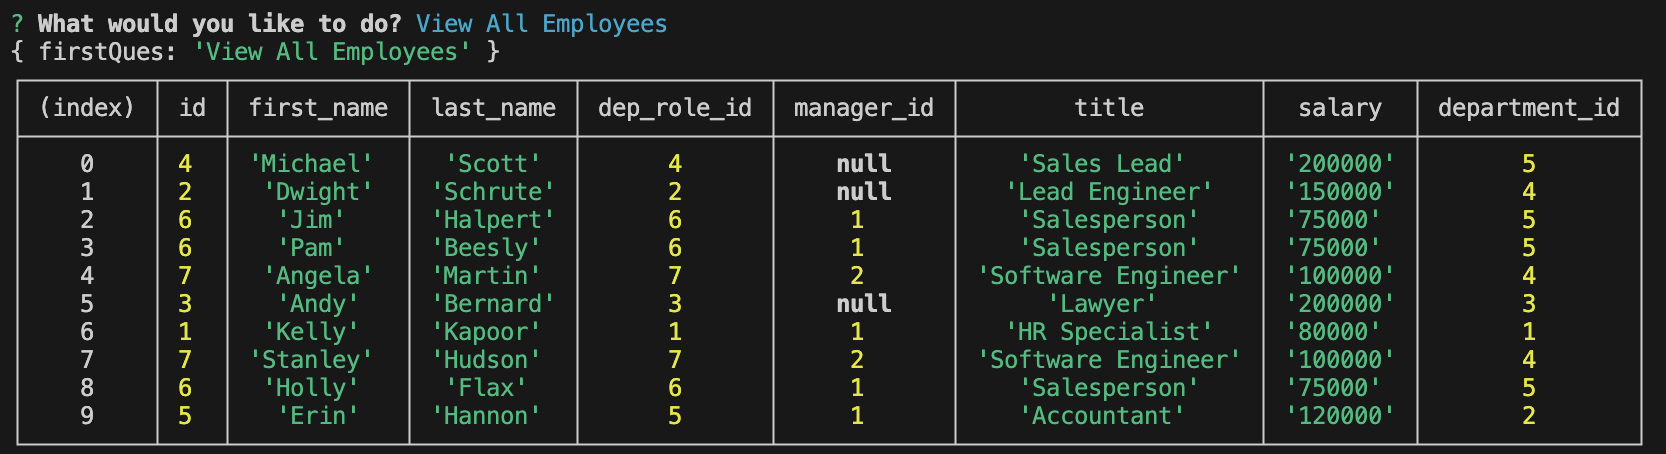 ? What would you like to do? View All Employees
{ firstQues: 'View All Employees' }
(index) id first_name last_name dep_role_id manager_id title salary department_id
0 4 'Michael' 'Scott' 4 null 'Sales Lead' '200000' 5
1 2 'Dwight' 'Schrute' 2 null 'Lead Engineer' '150000' 4
2 6 'Jim' 'Halpert' 6 1 'Salesperson' '75000' 5
3 6 'Pam' 'Beesly' 6 1 'Salesperson' '75000' 5
4 7 'Angela' 'Martin' 7 2 'Software Engineer' '100000' 4
5 3 'Andy' 'Bernard' 3 null 'Lawyer' '200000' 3
6 1 'Kelly' 'Kapoor' 1 1 'HR Specialist' '80000' 1
7 7 'Stanley' 'Hudson' 7 2 'Software Engineer' '100000' 4
8 6 'Holly' 'Flax' 6 1 'Salesperson' '75000' 5
9 5 'Erin' 'Hannon' 5 1 'Accountant' '120000' 2